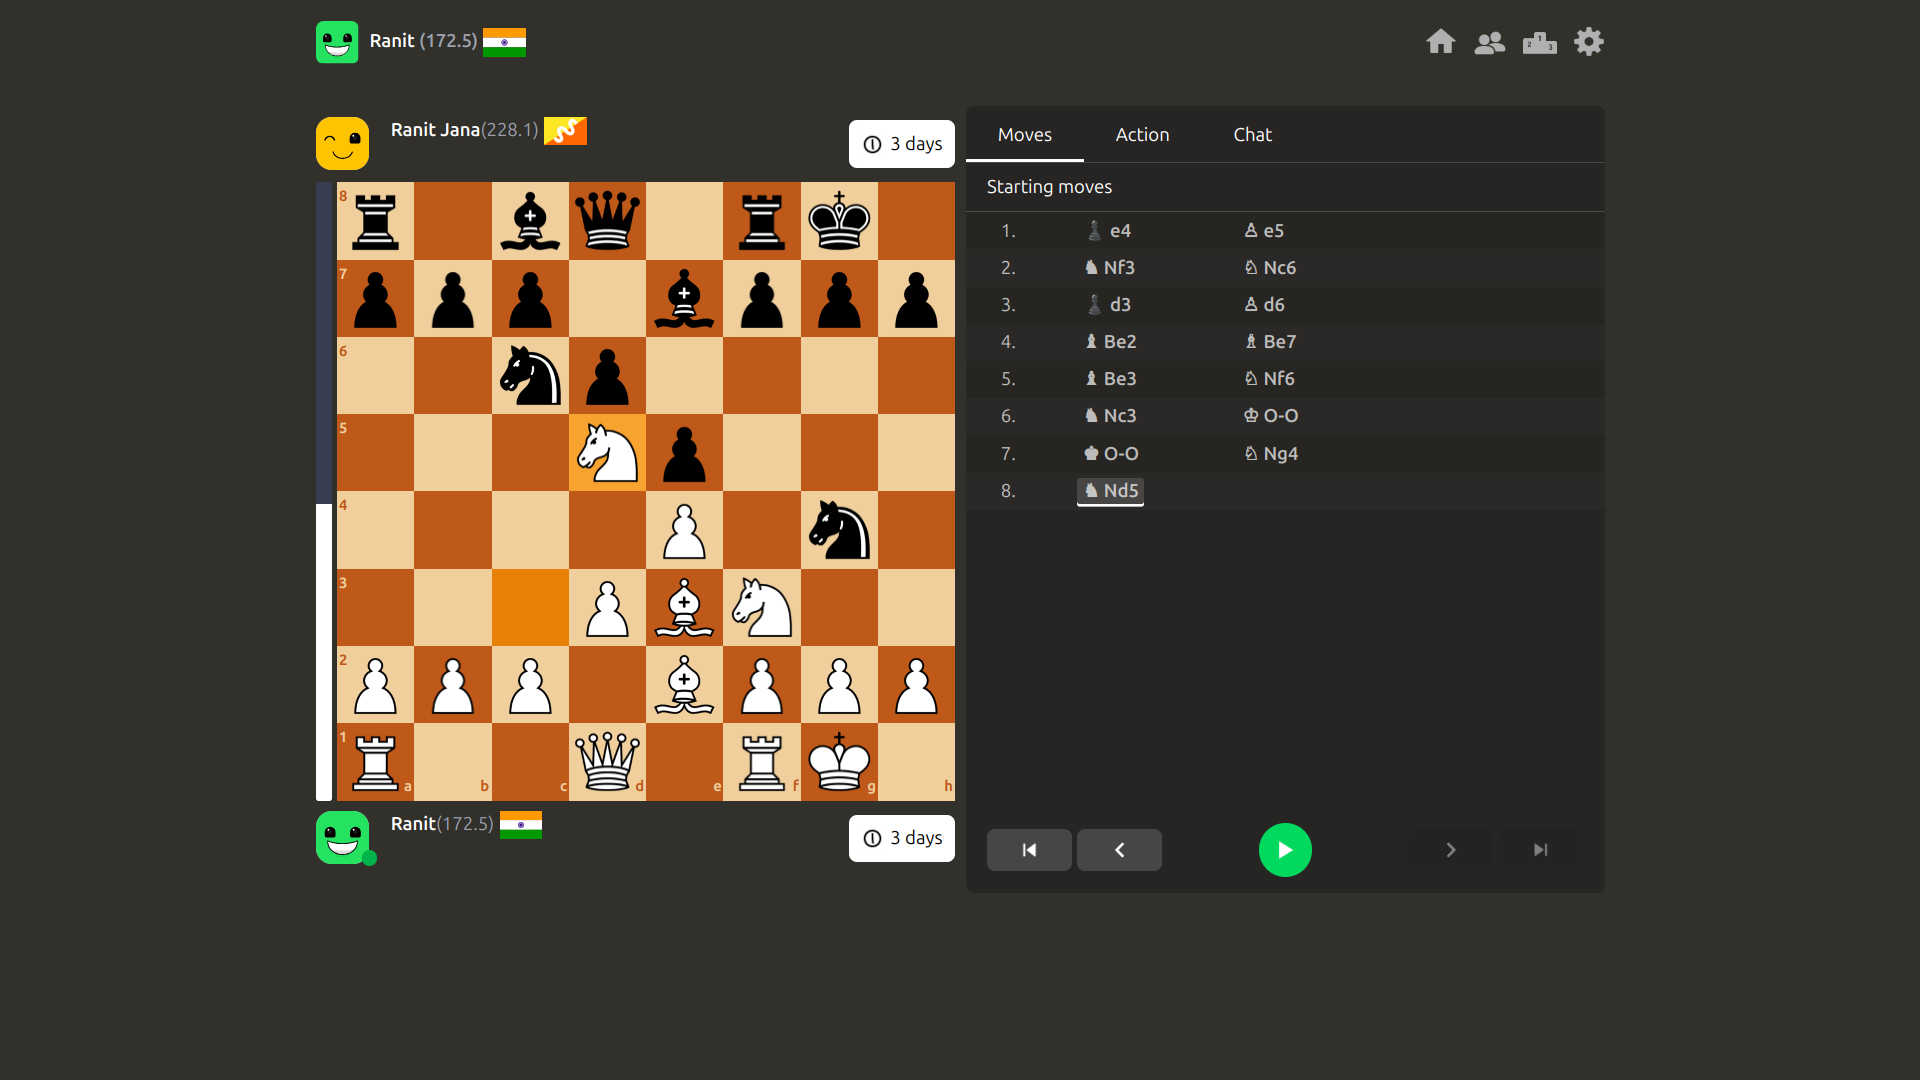 Ranit (172.5)
Ranit Jana(228.1)
3 days
Moves Action Chat
Starting moves
1. e4 e5
2. Nf3 Nc6
3. d3 d6
4. Be2 Be7
5. Be3 Nf6
6. Nc3 O-O
7. O-O Ng4
8. Nd5
8
7
6
5
4
3
2
1
a b c d e f g h
Ranit(172.5)
3 days